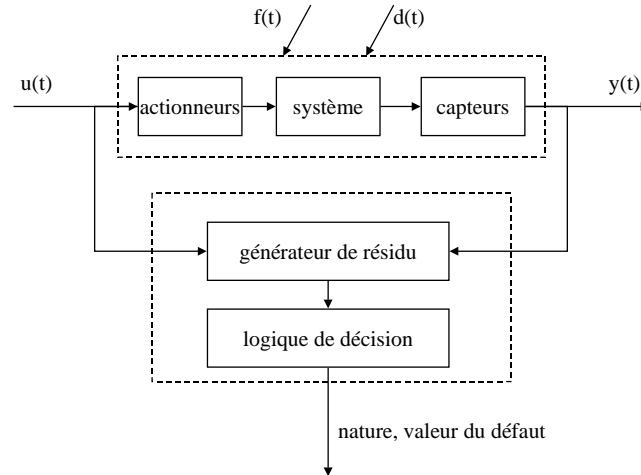 f(t)
d(t)
u(t)
y(t)
actionneurs
système
capteurs
générateur de résidu
logique de décision
nature, valeur du défaut